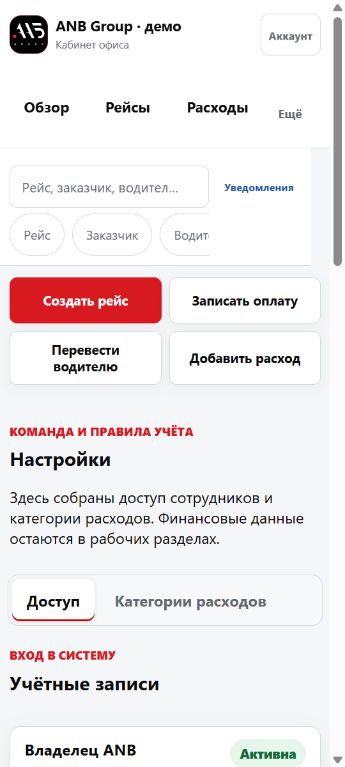 ANB
ANB Group · демо
Кабинет офиса
Аккаунт
Обзор
Рейсы
Расходы
Ещё
Рейс, заказчик, водител...
Уведомления
Рейс
Заказчик
Водит
Создать рейс
Записать оплату
Перевести
водителю
Добавить расход
КОМАНДА И ПРАВИЛА УЧЁТА
Настройки
Здесь собраны доступ сотрудников и
категории расходов. Финансовые данные
остаются в рабочих разделах.
Доступ
Категории расходов
ВХОД В СИСТЕМУ
Учётные записи
Владелец ANB
Активна